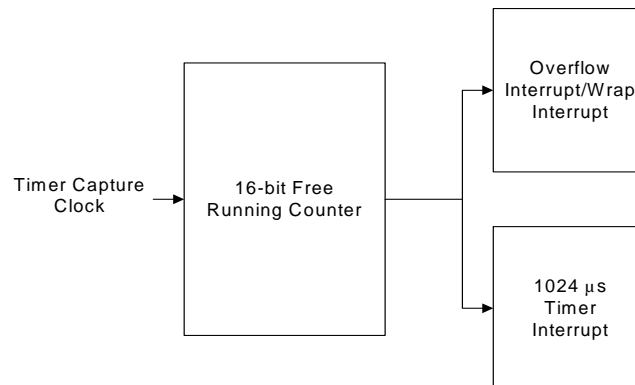 Overflow
Interrupt/Wrap
Interrupt
Timer Capture
Clock
16-bit Free
Running Counter
1024 μs
Timer
Interrupt